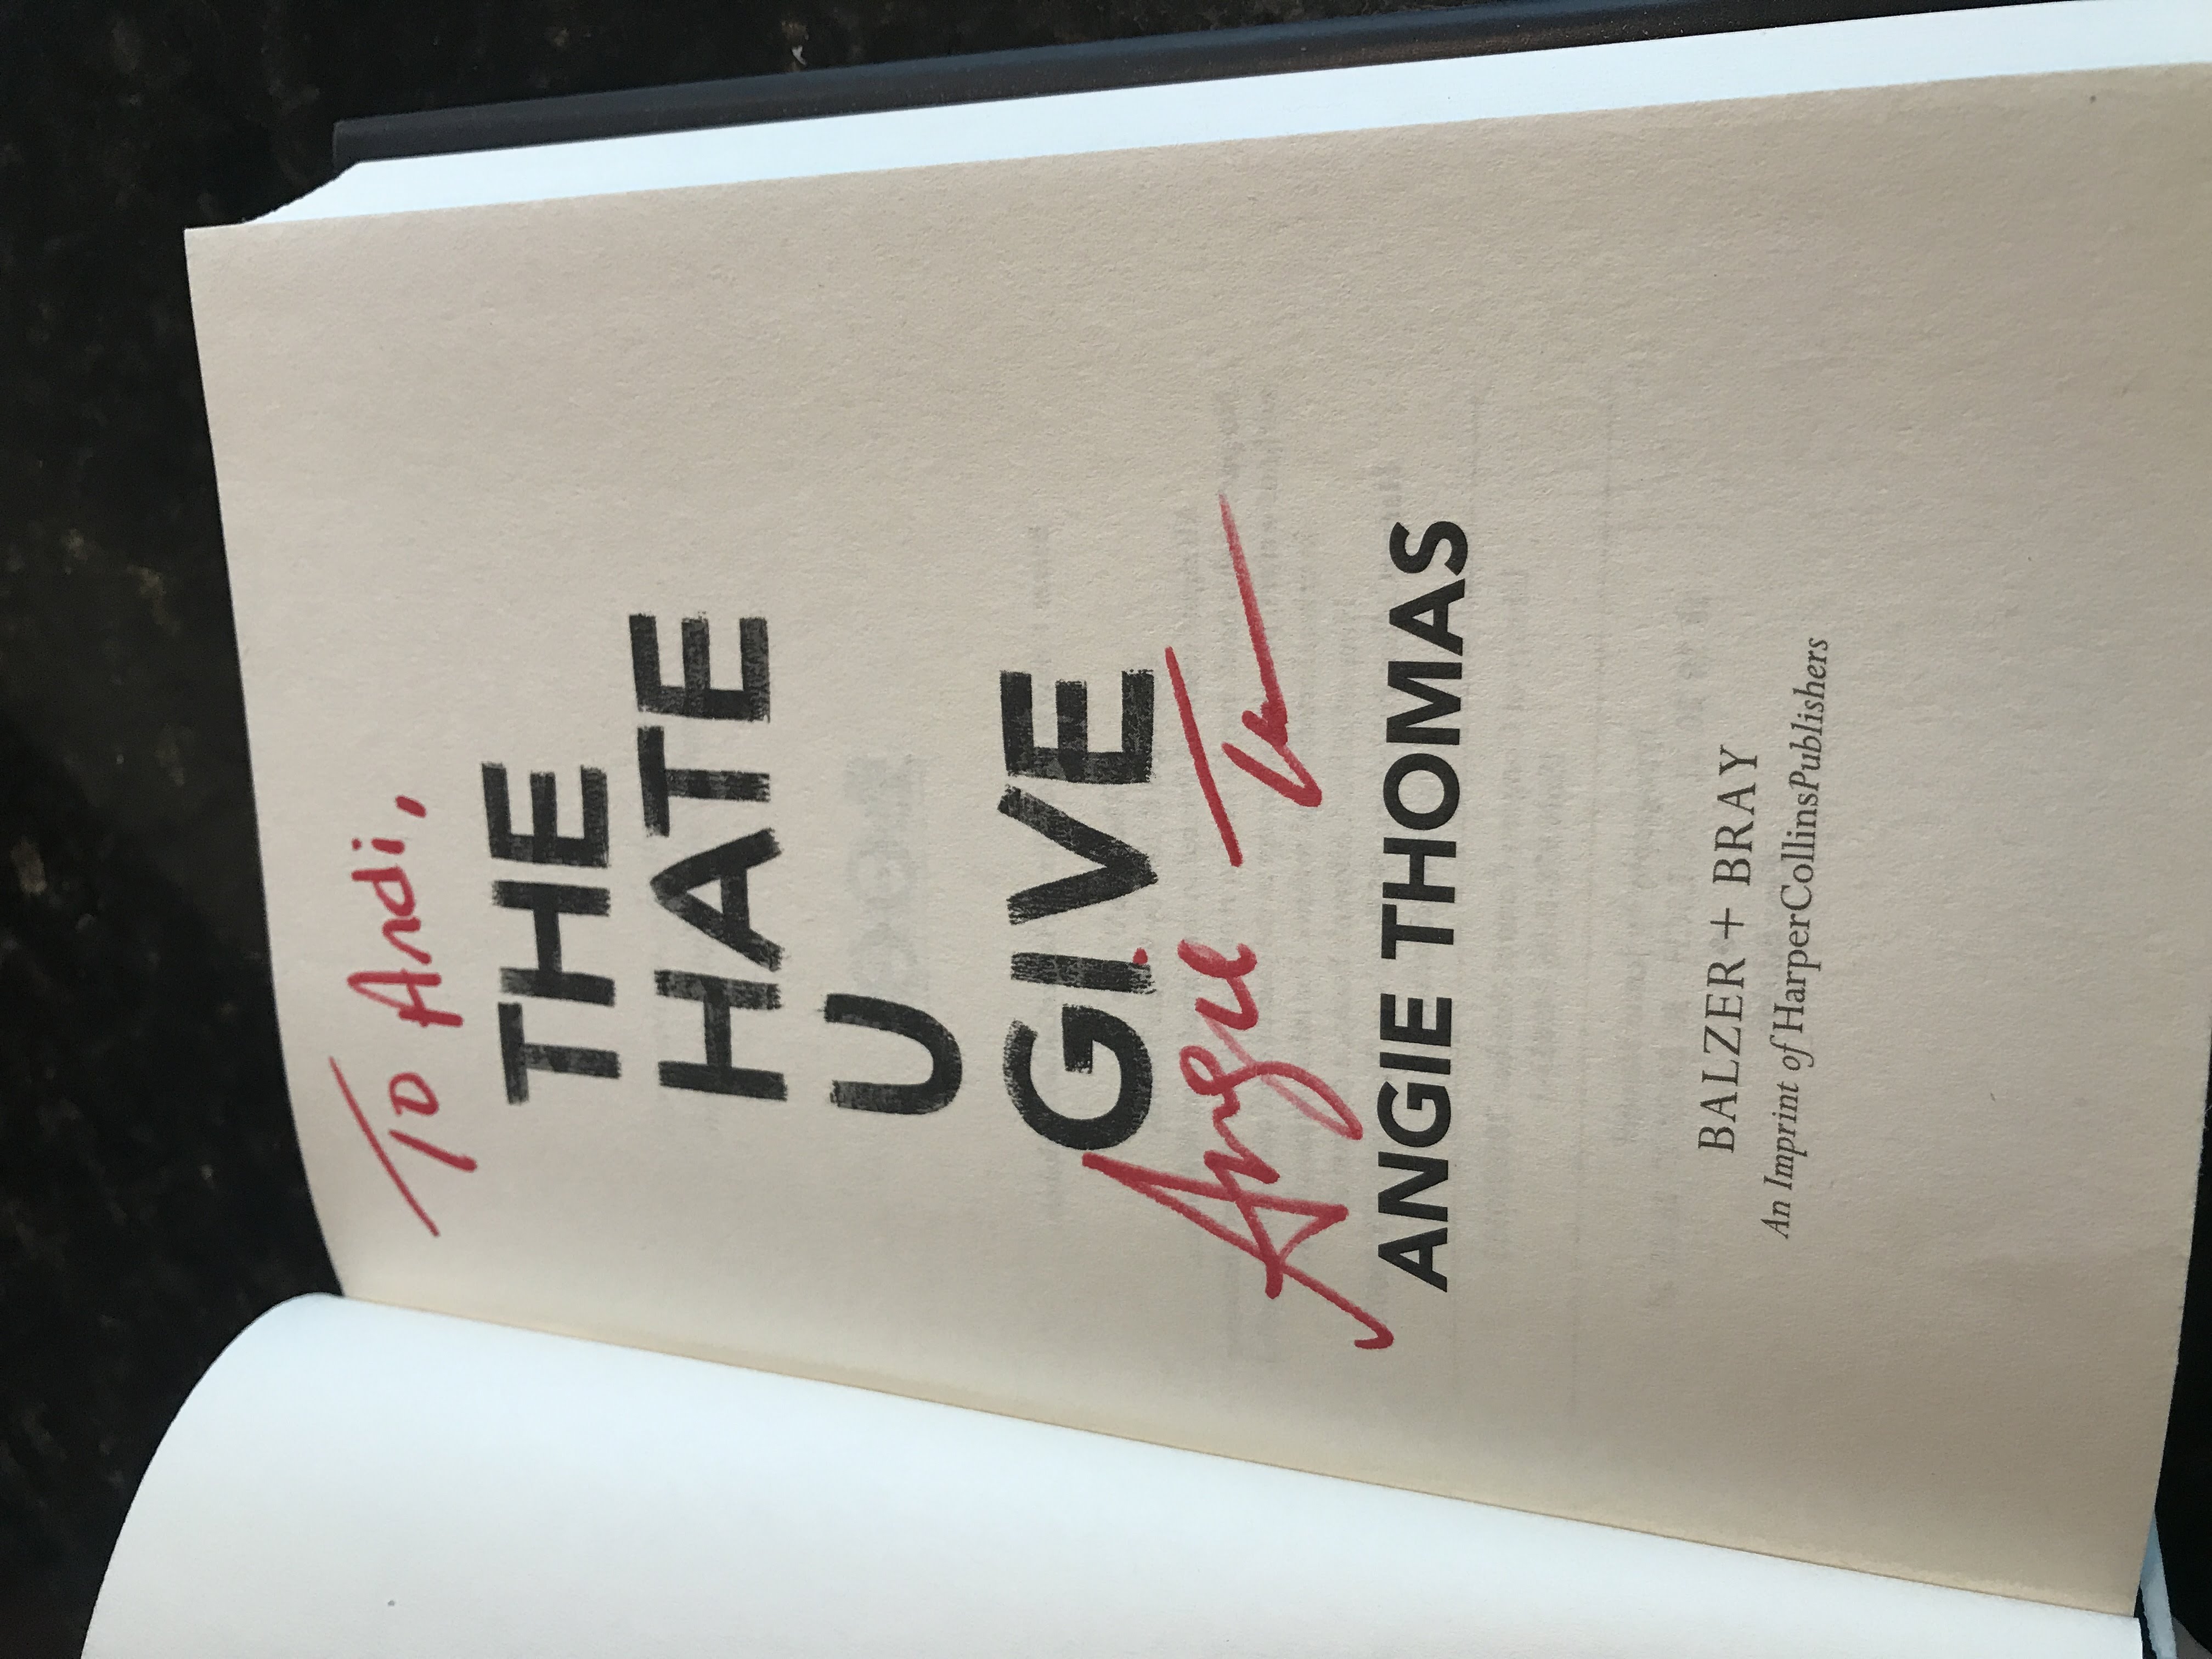 To Andi,
THE
HATE
U
GIVE
Angie T
ANGIE THOMAS
BALZER + BRAY
An Imprint of HarperCollinsPublishers